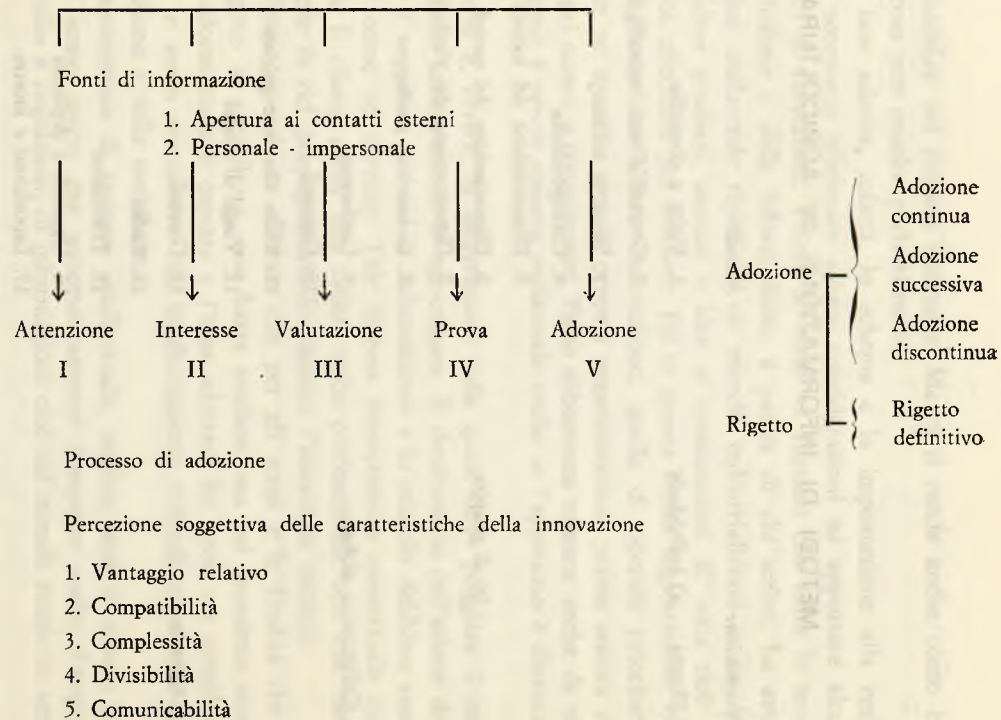 Fonti di informazione
1. Apertura ai contatti esterni
2. Personale - impersonale
Attenzione Interesse Valutazione Prova Adozione
I II III IV V
Adozione
Adozione
continua
Adozione
successiva
Adozione
discontinua
Rigetto
Rigetto
definitivo
Processo di adozione
Percezione soggettiva delle caratteristiche della innovazione
1. Vantaggio relativo
2. Compatibilità
3. Complessità
4. Divisibilità
5. Comunicabilità